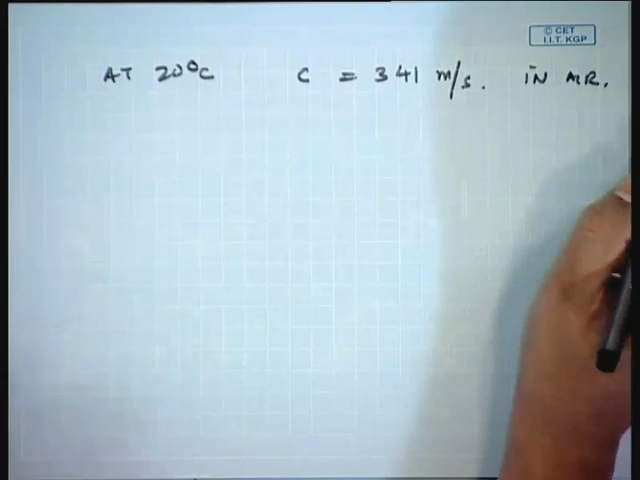 © CET
I.I.T. KGP
AT 20°C C = 341 m/s. IN AIR.